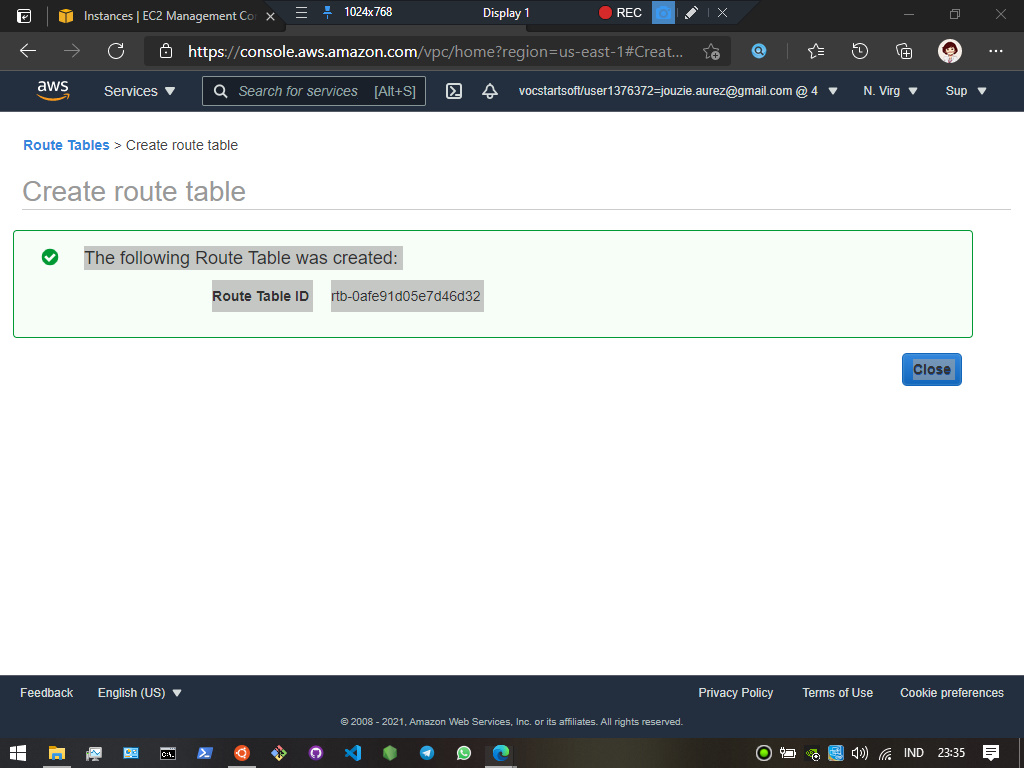 Instances | EC2 Management Co
1024x768
Display 1
REC
https://console.aws.amazon.com/vpc/home?region=us-east-1#Creat...
aws
Services
Search for services [Alt+S]
vocstartsoft/user1376372=jouzie.aurez@gmail.com @ 4
N. Virg
Sup
Route Tables > Create route table
Create route table
The following Route Table was created:
Route Table ID rtb-0afe91d05e7d46d32
Close
Feedback
English (US)
Privacy Policy
Terms of Use
Cookie preferences
© 2008 - 2021, Amazon Web Services, Inc. or its affiliates. All rights reserved.
IND
23:35